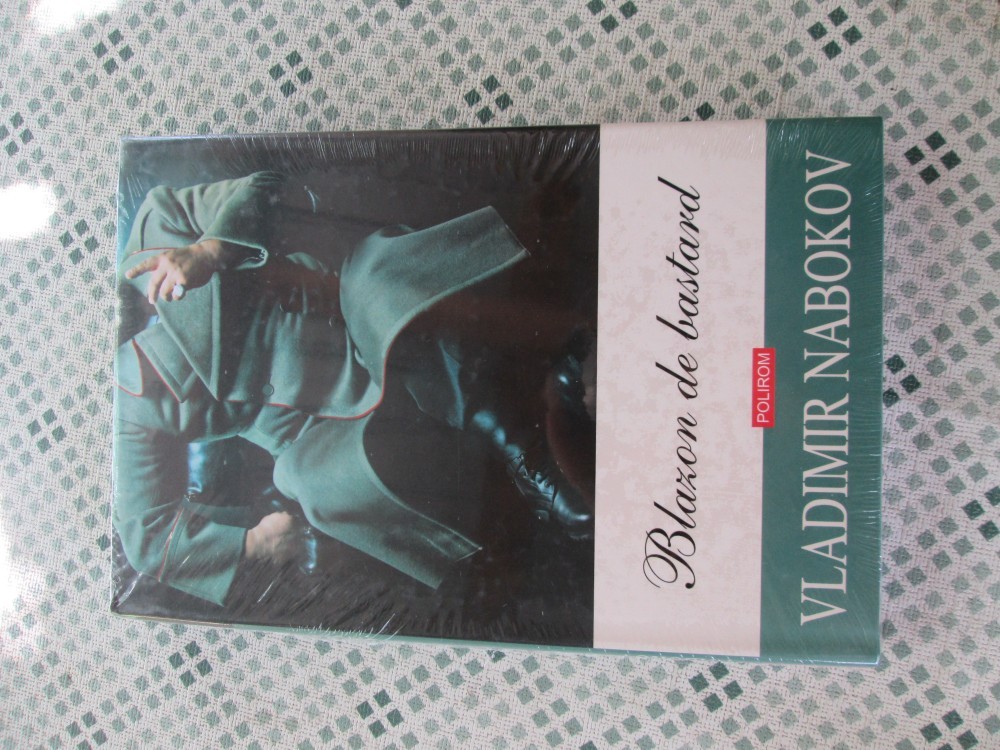 Blazon de bastard
POLIROM
VLADIMIR NABOKOV